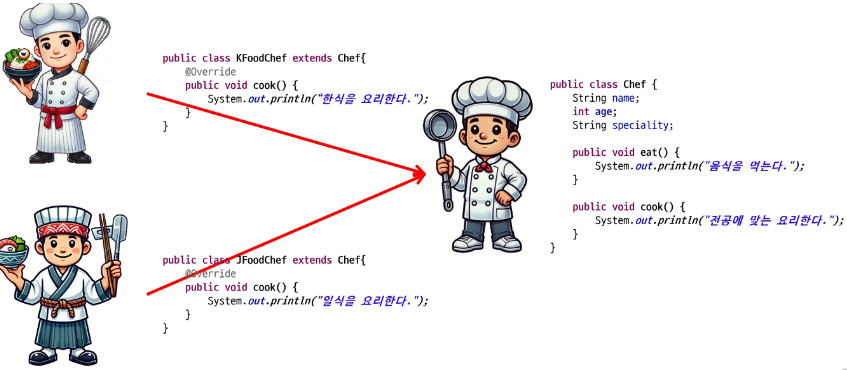 public class KFoodChef extends Chef{
@Override
public void cook() {
System.out.println(“한식을 요리한다.");
}
}
public class Chef {
String name;
int age;
String speciality;
public void eat() {
System.out.println("음식을 먹는다.");
}
public void cook() {
System.out.println("전공에 맞는 요리한다.");
}
}
public class JFoodChef extends Chef{
@Override
public void cook() {
System.out.println("일식을 요리한다.");
}
}